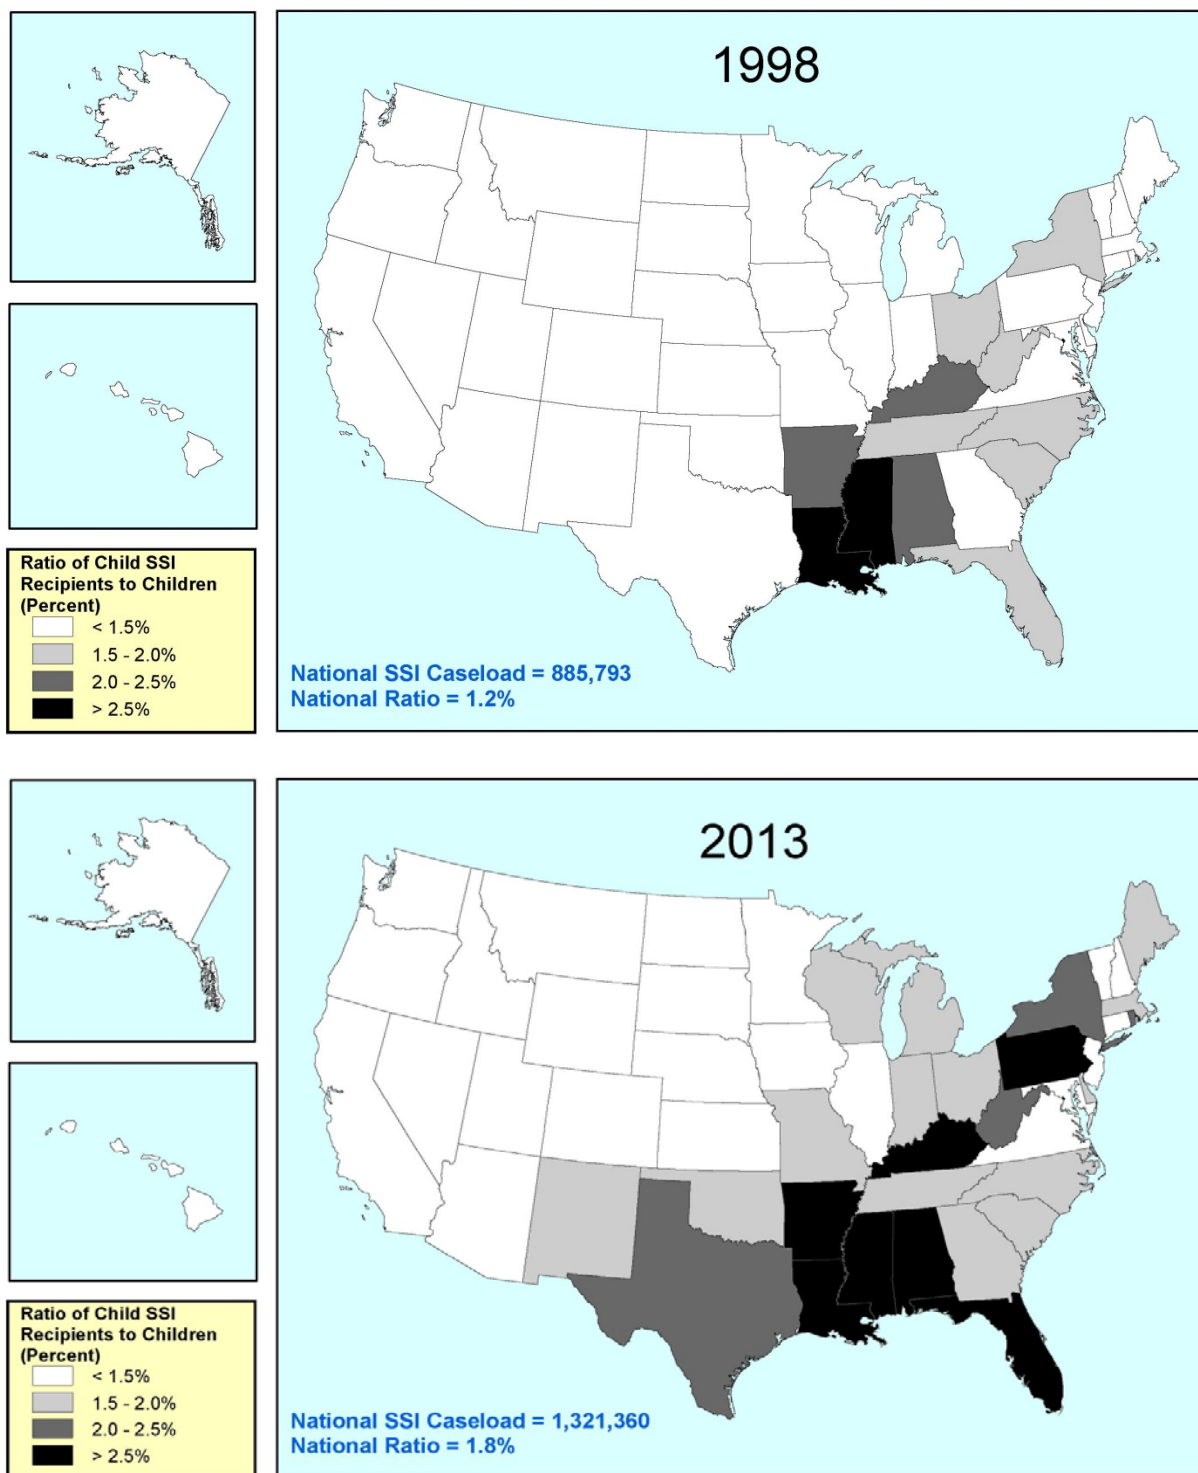 1998
Ratio of Child SSI
Recipients to Children
(Percent)
< 1.5%
1.5 - 2.0%
2.0 - 2.5%
> 2.5%
National SSI Caseload = 885,793
National Ratio = 1.2%
2013
Ratio of Child SSI
Recipients to Children
(Percent)
< 1.5%
1.5 - 2.0%
2.0 - 2.5%
> 2.5%
National SSI Caseload = 1,321,360
National Ratio = 1.8%